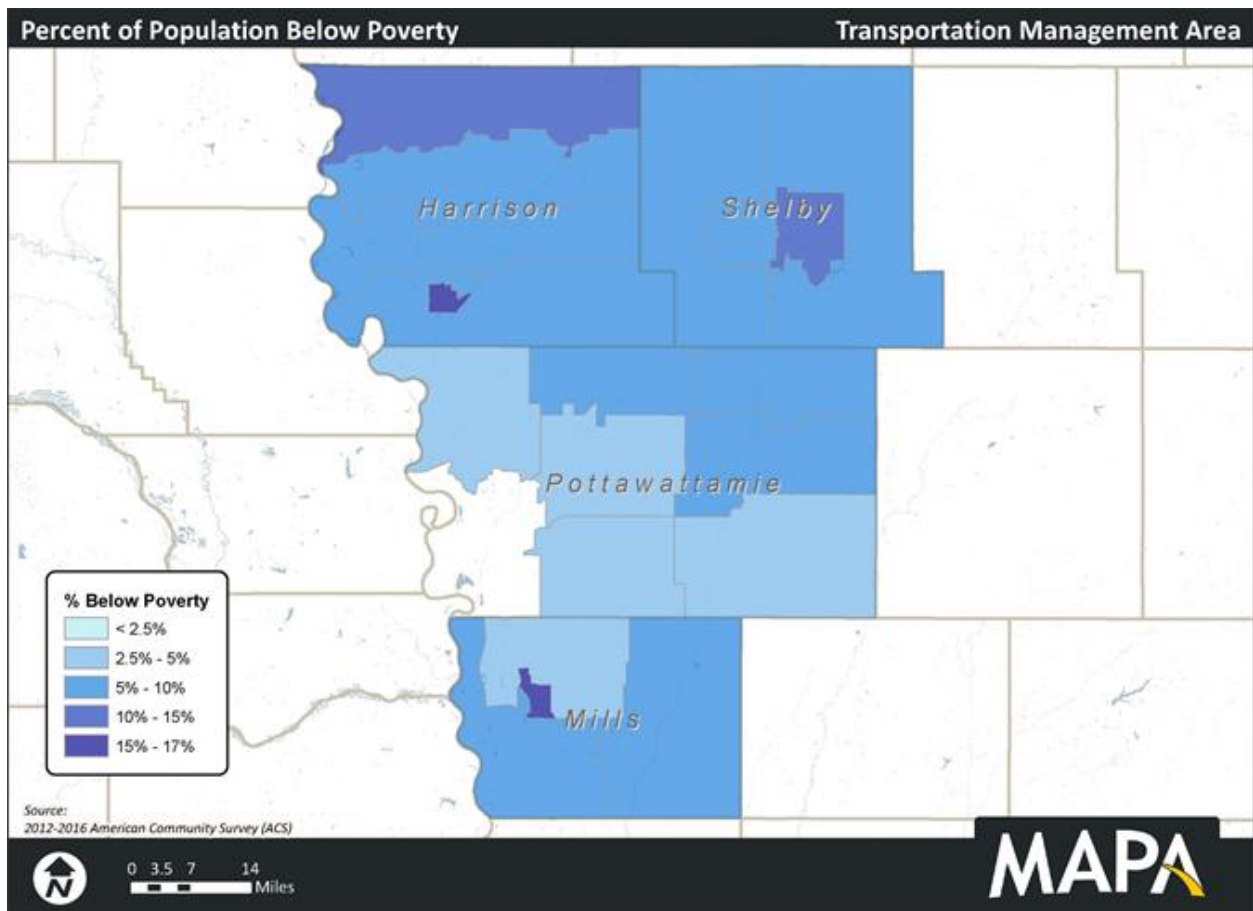 Percent of Population Below Poverty
Transportation Management Area
Harrison
Shelby
Pottawattamie
Mills
% Below Poverty
< 2.5%
2.5% - 5%
5% - 10%
10% - 15%
15% - 17%
Source:
2012-2016 American Community Survey (ACS)
N
0 3.5 7 14
Miles
MAPA